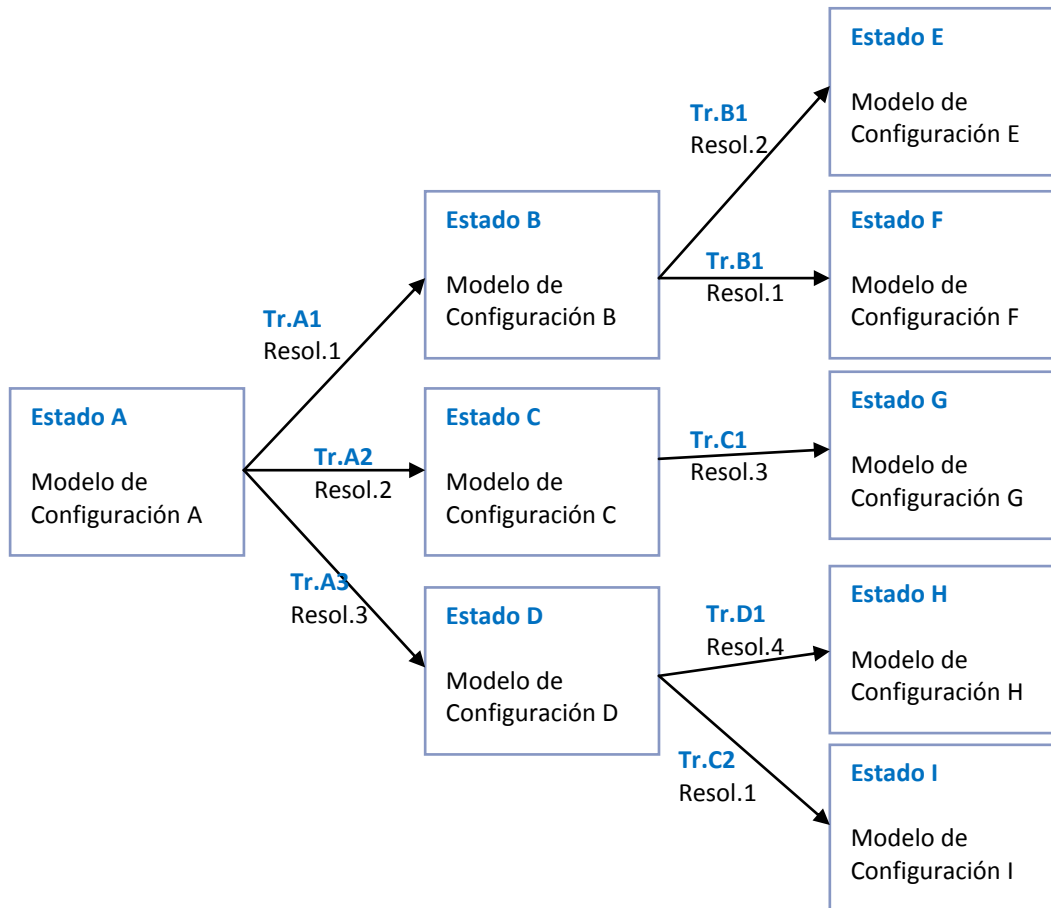 Estado A
Modelo de
Configuración A
Tr.A1
Resol.1
Tr.A2
Resol.2
Tr.A3
Resol.3
Estado B
Modelo de
Configuración B
Estado C
Modelo de
Configuración C
Estado D
Modelo de
Configuración D
Tr.B1
Resol.2
Tr.B1
Resol.1
Tr.C1
Resol.3
Tr.D1
Resol.4
Tr.C2
Resol.1
Estado E
Modelo de
Configuración E
Estado F
Modelo de
Configuración F
Estado G
Modelo de
Configuración G
Estado H
Modelo de
Configuración H
Estado I
Modelo de
Configuración I